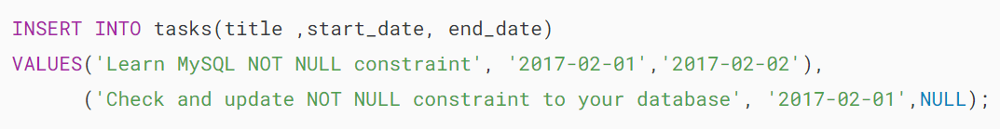 INSERT INTO tasks(title ,start_date, end_date)
VALUES('Learn MySQL NOT NULL constraint', '2017-02-01','2017-02-02'),
('Check and update NOT NULL constraint to your database', '2017-02-01',NULL);